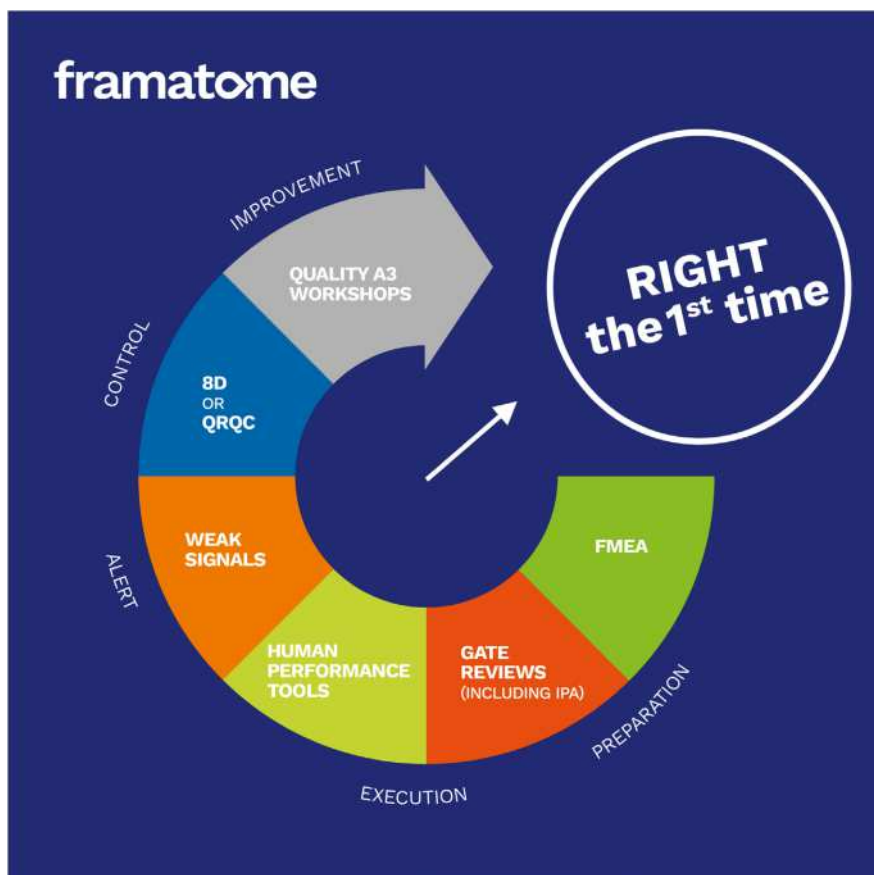 framatome
IMPROVEMENT
QUALITY A3
WORKSHOPS
RIGHT
the 1st time
CONTROL
8D
OR
QRQC
ALERT
WEAK
SIGNALS
FMEA
HUMAN
PERFORMANCE
TOOLS
GATE
REVIEWS
(INCLUDING IPA)
PREPARATION
EXECUTION